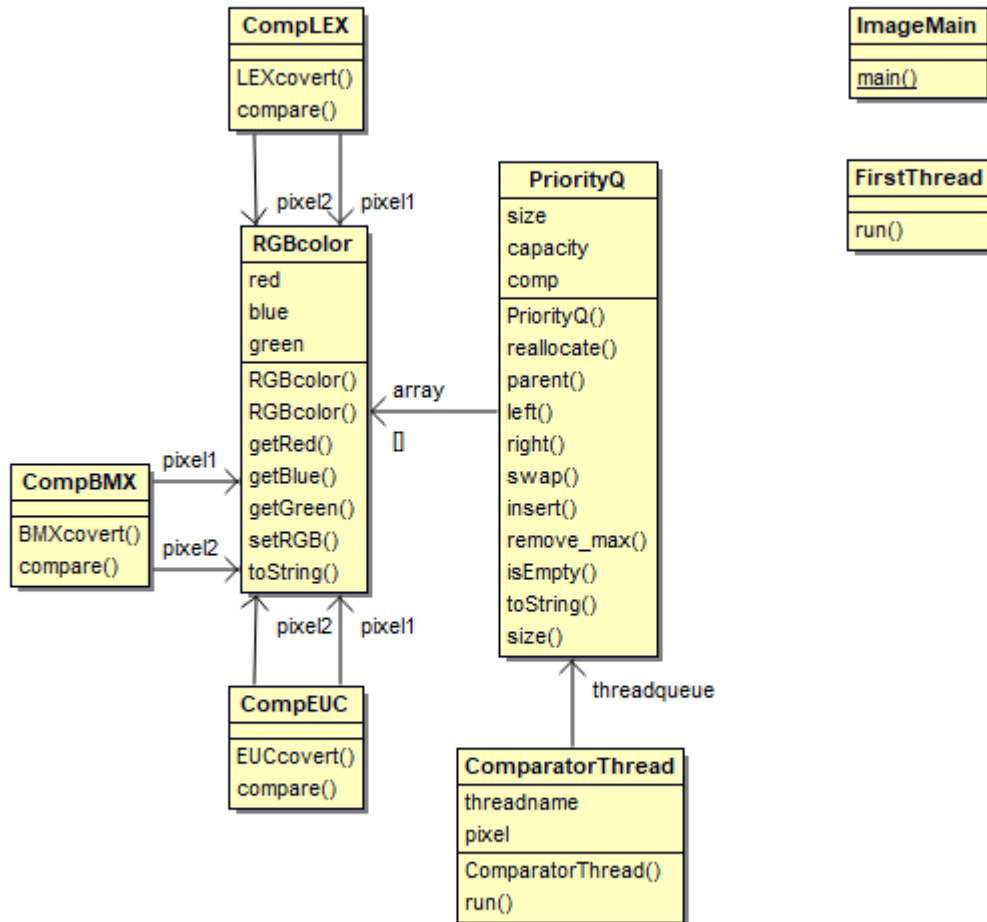 CompLEX
LEXcovert()
compare()
pixel2
pixel1
RGBcolor
red
blue
green
RGBcolor()
RGBcolor()
getRed()
getBlue()
getGreen()
setRGB()
toString()
CompBMX
BMXcovert()
compare()
pixel1
pixel2
pixel2
pixel1
CompEUC
EUCcovert()
compare()
array
[]
PriorityQ
size
capacity
comp
PriorityQ()
reallocate()
parent()
left()
right()
swap()
insert()
remove_max()
isEmpty()
toString()
size()
threadqueue
ComparatorThread
threadname
pixel
ComparatorThread()
run()
ImageMain
main()
FirstThread
run()